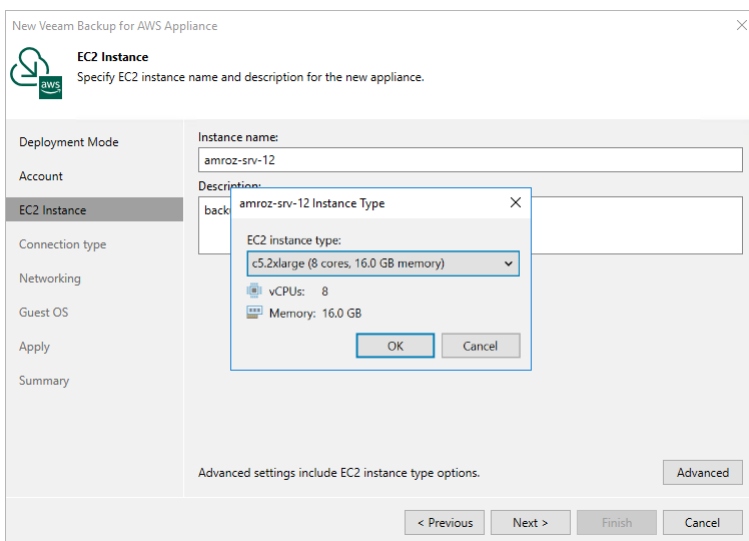 New Veeam Backup for AWS Appliance
EC2 Instance
Specify EC2 instance name and description for the new appliance.
aws
Deployment Mode
Account
EC2 Instance
Connection type
Networking
Guest OS
Apply
Summary
Instance name:
amroz-srv-12
Description:
amroz-srv-12 Instance Type
EC2 instance type:
c5.2xlarge (8 cores, 16.0 GB memory)
vCPUs: 8
Memory: 16.0 GB
OK Cancel
Advanced settings include EC2 instance type options. Advanced
< Previous Next > Finish Cancel